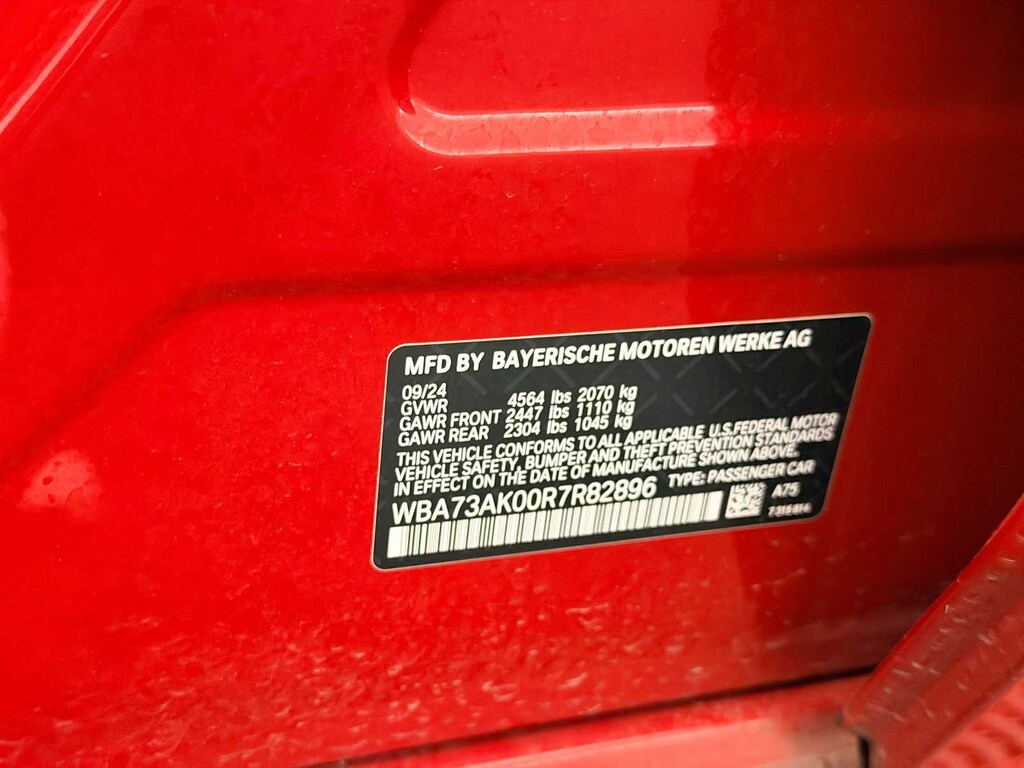 MFD BY BAYERISCHE MOTOREN WERKE AG
09/24
GVWR 4564 lbs 2070 kg
GAWR FRONT 2447 lbs 1110 kg
GAWR REAR 2304 lbs 1045 kg
THIS VEHICLE CONFORMS TO ALL APPLICABLE U.S.FEDERAL MOTOR
VEHICLE SAFETY, BUMPER AND THEFT PREVENTION STANDARDS
IN EFFECT ON THE DATE OF MANUFACTURE SHOWN ABOVE.
WBA73AK00R7R82896 TYPE: PASSENGER CAR
A75